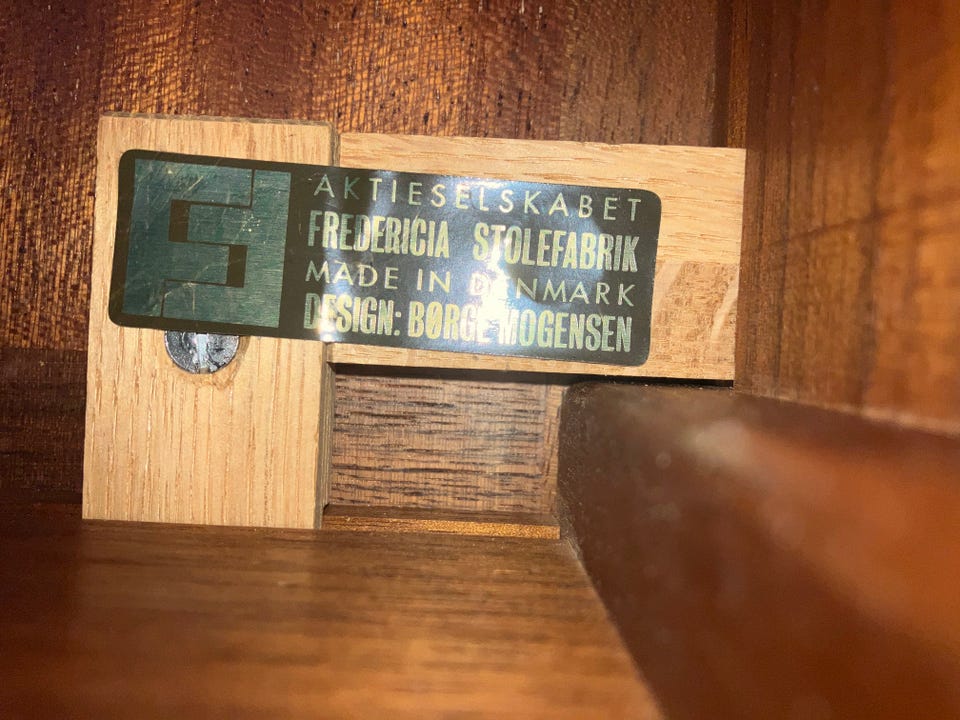 AKTIESELSKABET
FREDERICIA STOLEFABRIK
MADE IN DENMARK
DESIGN: BØRGE MOGENSEN